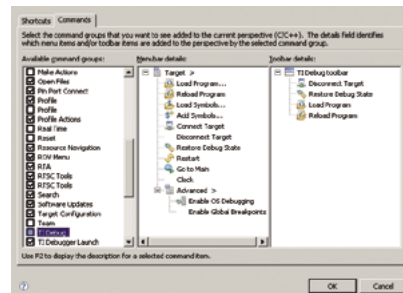 Shortcuts Commands
Select the command groups that you want to see added to the current perspective (C/C++). The details field identifies
which menu items and/or toolbar items are added to the perspective by the selected command group.
Available command groups:
Make Actions
Open Files
Pin Port Connect
Profile
Profile
Profile Actions
Real Time
Reset
Resource Navigation
ROV Menu
RTA
RTSC Tools
RTSC Tools
Search
Software Updates
Target Configuration
Team
TI Debug
TI Debugger Launch
Menubar details:
Target >
Load Program...
Reload Program
Load Symbols...
Add Symbols...
Connect Target
Disconnect Target
Restore Debug State
Restart
Go to Main
Clock
Advanced >
Enable OS Debugging
Enable Global Breakpoints
Toolbar details:
TI Debug toolbar
Disconnect Target
Restore Debug State
Load Program
Reload Program
Use F2 to display the description for a selected command item.
OK Cancel